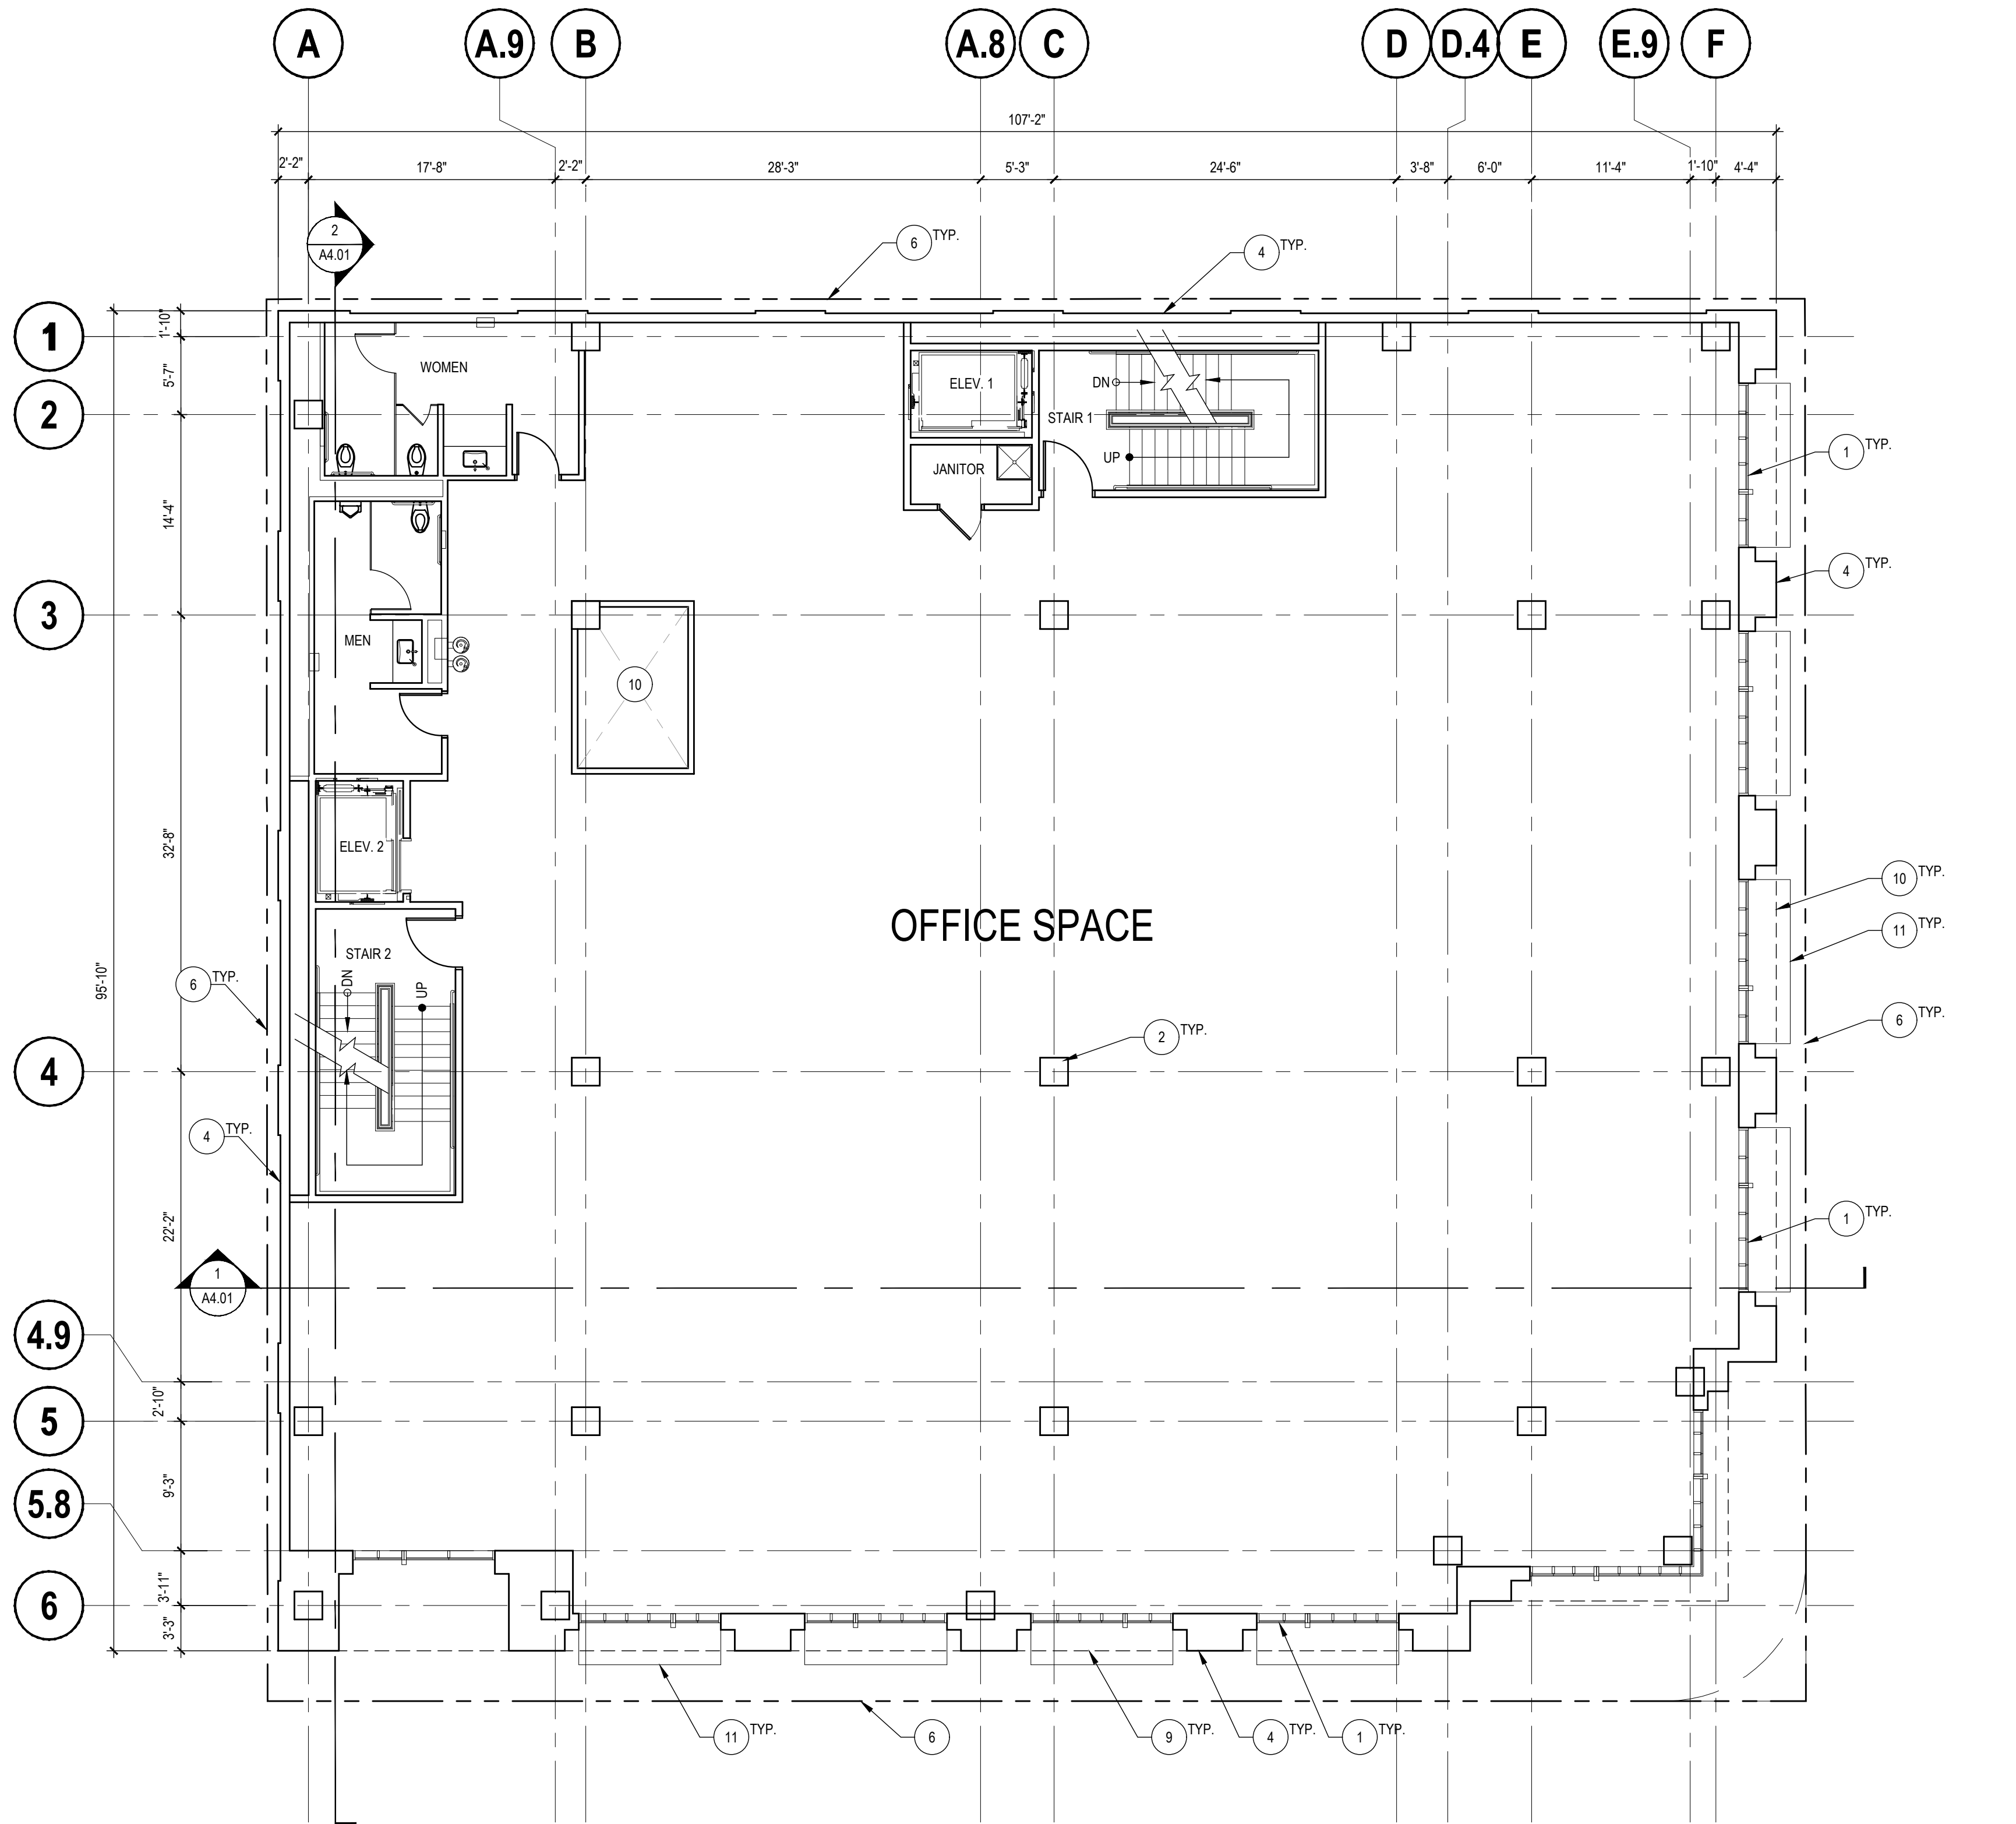 A
A.9
B
A.8
C
D
D.4
E
E.9
F
107'-2"
2'-2"
17'-8"
2'-2"
28'-3"
5'-3"
24'-6"
3'-8"
6'-0"
11'-4"
1'-10"
4'-4"
2
A4.01
6
TYP.
4
TYP.
1
2
3
4
4.9
5
5.8
6
1'-10"
5'-7"
14'-4"
32'-8"
22'-2"
2'-10"
9'-3"
3'-11"
3'-3"
95'-10"
WOMEN
ELEV. 1
DN
STAIR 1
UP
JANITOR
1
TYP.
4
TYP.
MEN
10
ELEV. 2
10
TYP.
11
TYP.
OFFICE SPACE
STAIR 2
DN
UP
6
TYP.
6
TYP.
2
TYP.
4
TYP.
1
TYP.
1
A4.01
11
TYP.
6
9
TYP.
4
TYP.
1
TYP.